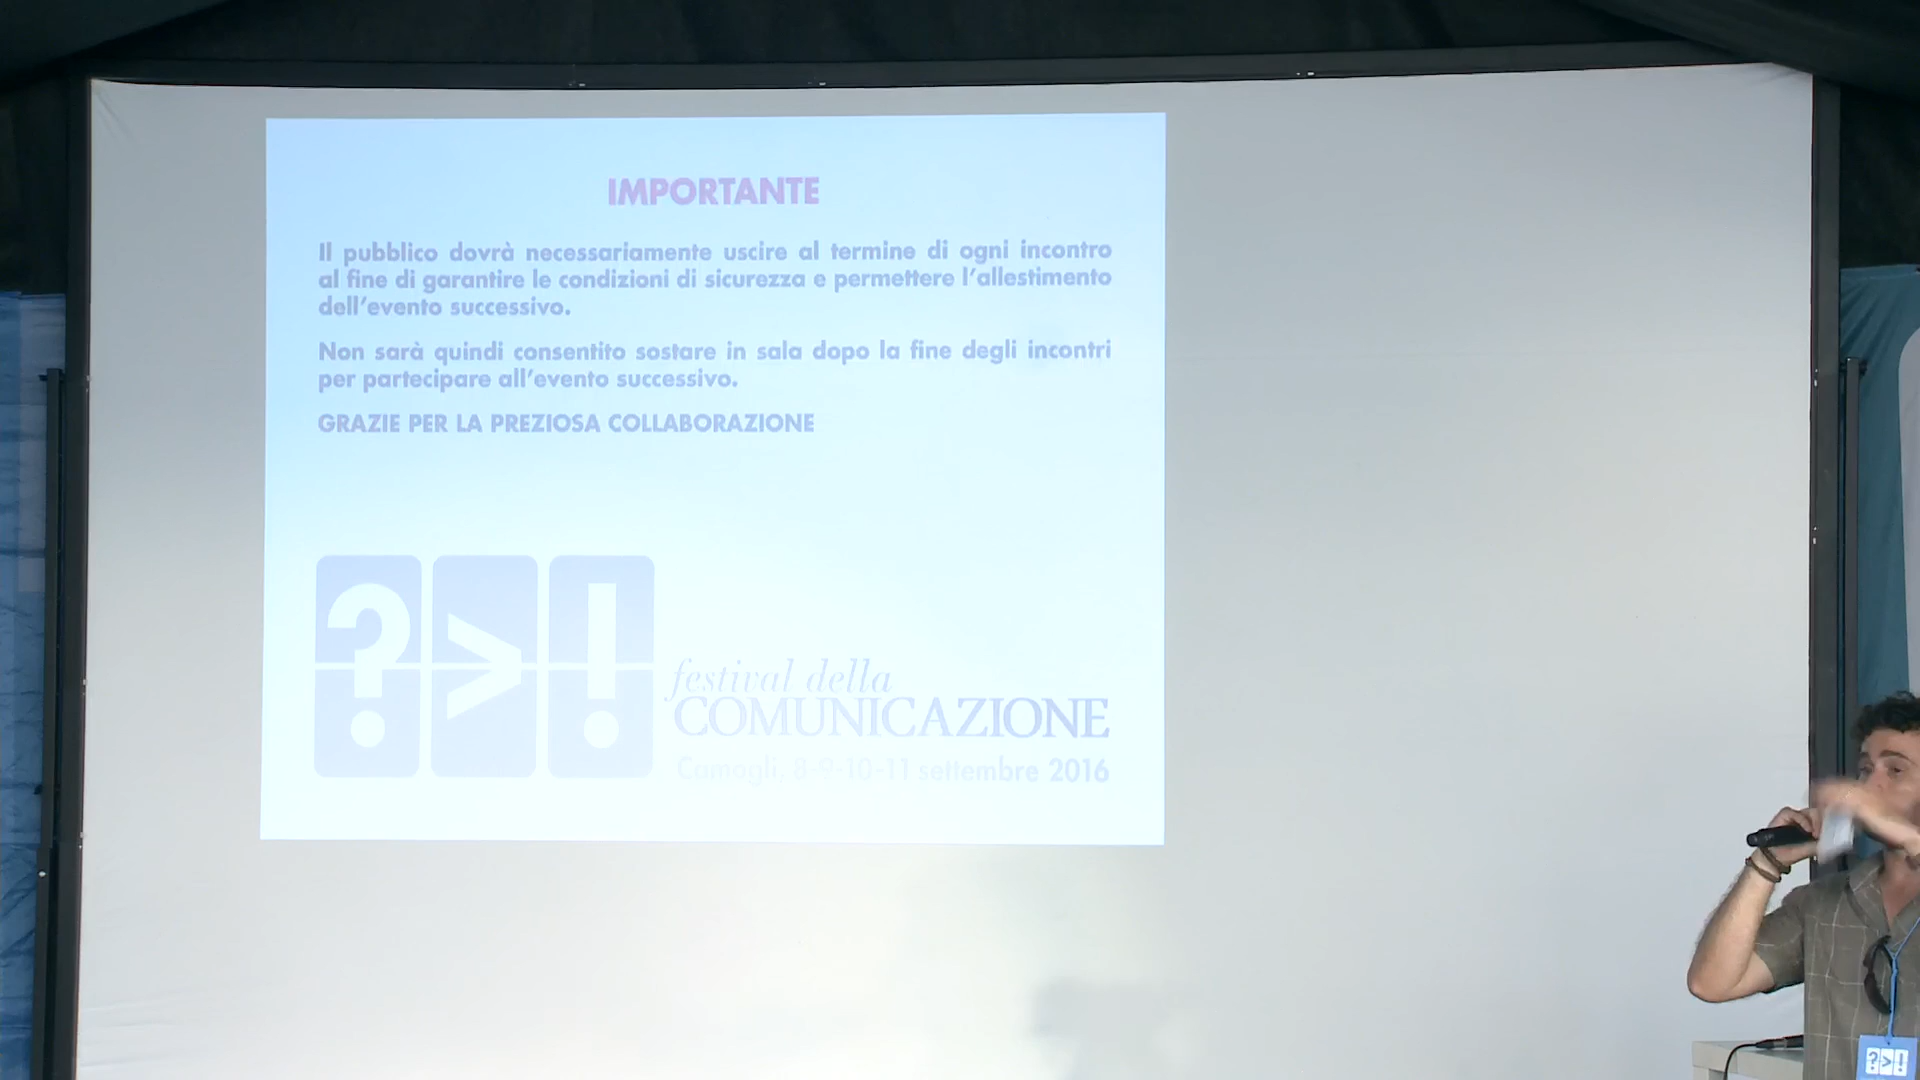 IMPORTANTE
Il pubblico dovrà necessariamente uscire al termine di ogni incontro
al fine di garantire le condizioni di sicurezza e permettere l'allestimento
dell'evento successivo.
Non sarà quindi consentito sostare in sala dopo la fine degli incontri
per partecipare all'evento successivo.
GRAZIE PER LA PREZIOSA COLLABORAZIONE
?>!
festival della
COMUNICAZIONE
Camogli, 8-9-10-11 settembre 2016
?>!